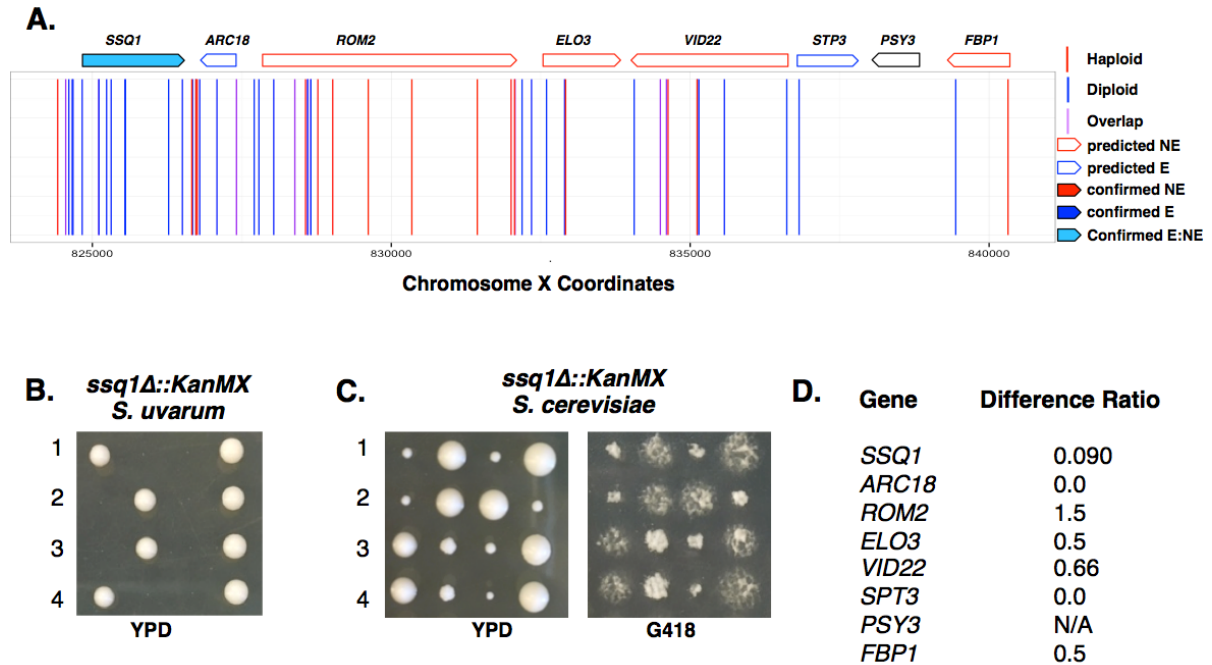 A.
SSQ1 ARC18 ROM2 ELO3 VID22 STP3 PSY3 FBP1
Haploid
Diploid
Overlap
predicted NE
predicted E
confirmed NE
confirmed E
Confirmed E:NE
825000 830000 835000 840000
Chromosome X Coordinates
B.
ssq1Δ::KanMX
S. uvarum
1
2
3
4
YPD
C.
ssq1Δ::KanMX
S. cerevisiae
1
2
3
4
YPD G418
D.
Gene Difference Ratio
SSQ1 0.090
ARC18 0.0
ROM2 1.5
ELO3 0.5
VID22 0.66
SPT3 0.0
PSY3 N/A
FBP1 0.5